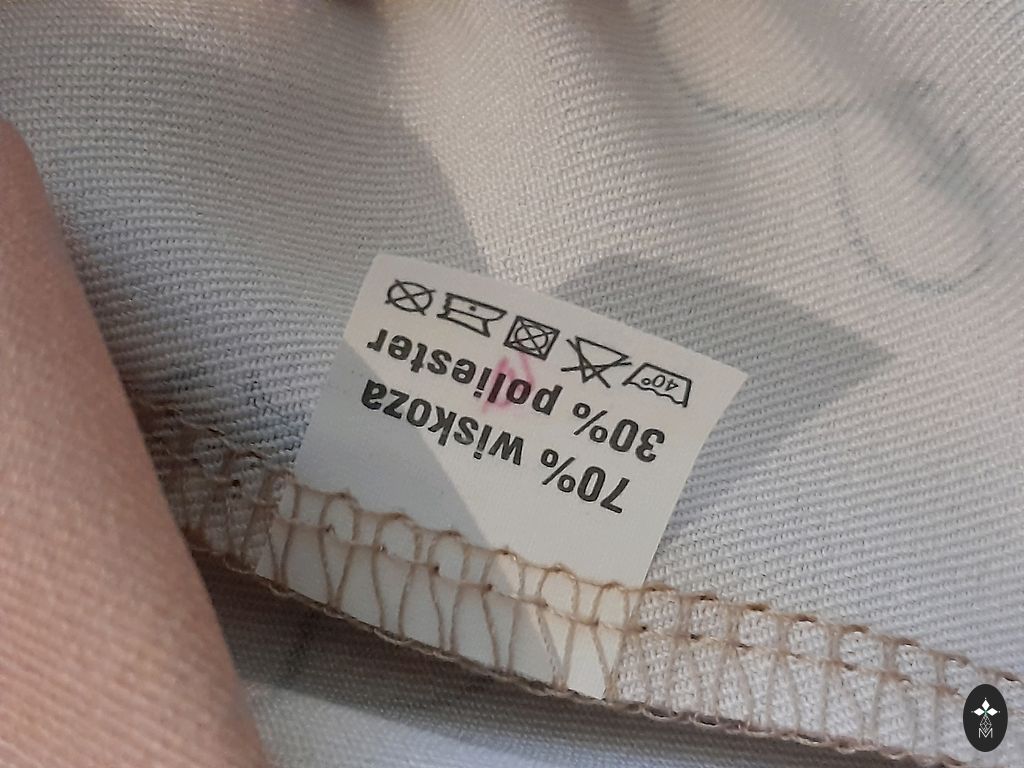 70% wiskoza
30% poliester
40°